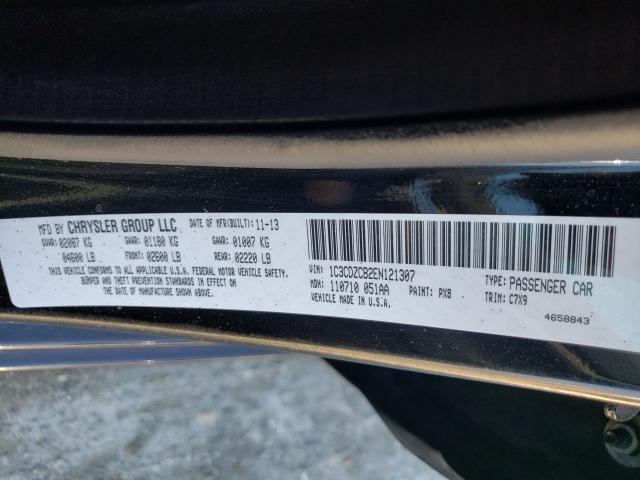 MFD BY CHRYSLER GROUP LLC DATE OF MFR(BUILT): 11-13
GVWR: 02087 KG GAWR: 01180 KG GAWR: 01007 KG
04600 LB FRONT: 02600 LB REAR: 02220 LB
THIS VEHICLE CONFORMS TO ALL APPLICABLE U.S.A. FEDERAL MOTOR VEHICLE SAFETY,
BUMPER AND THEFT PREVENTION STANDARDS IN EFFECT ON
THE DATE OF MANUFACTURE SHOWN ABOVE.
VIN: 1C3CDZCB2EN121307 TYPE: PASSENGER CAR
MDH: 110710 051AA PAINT: PX8 TRIM: C7X9
VEHICLE MADE IN U.S.A.
4658843